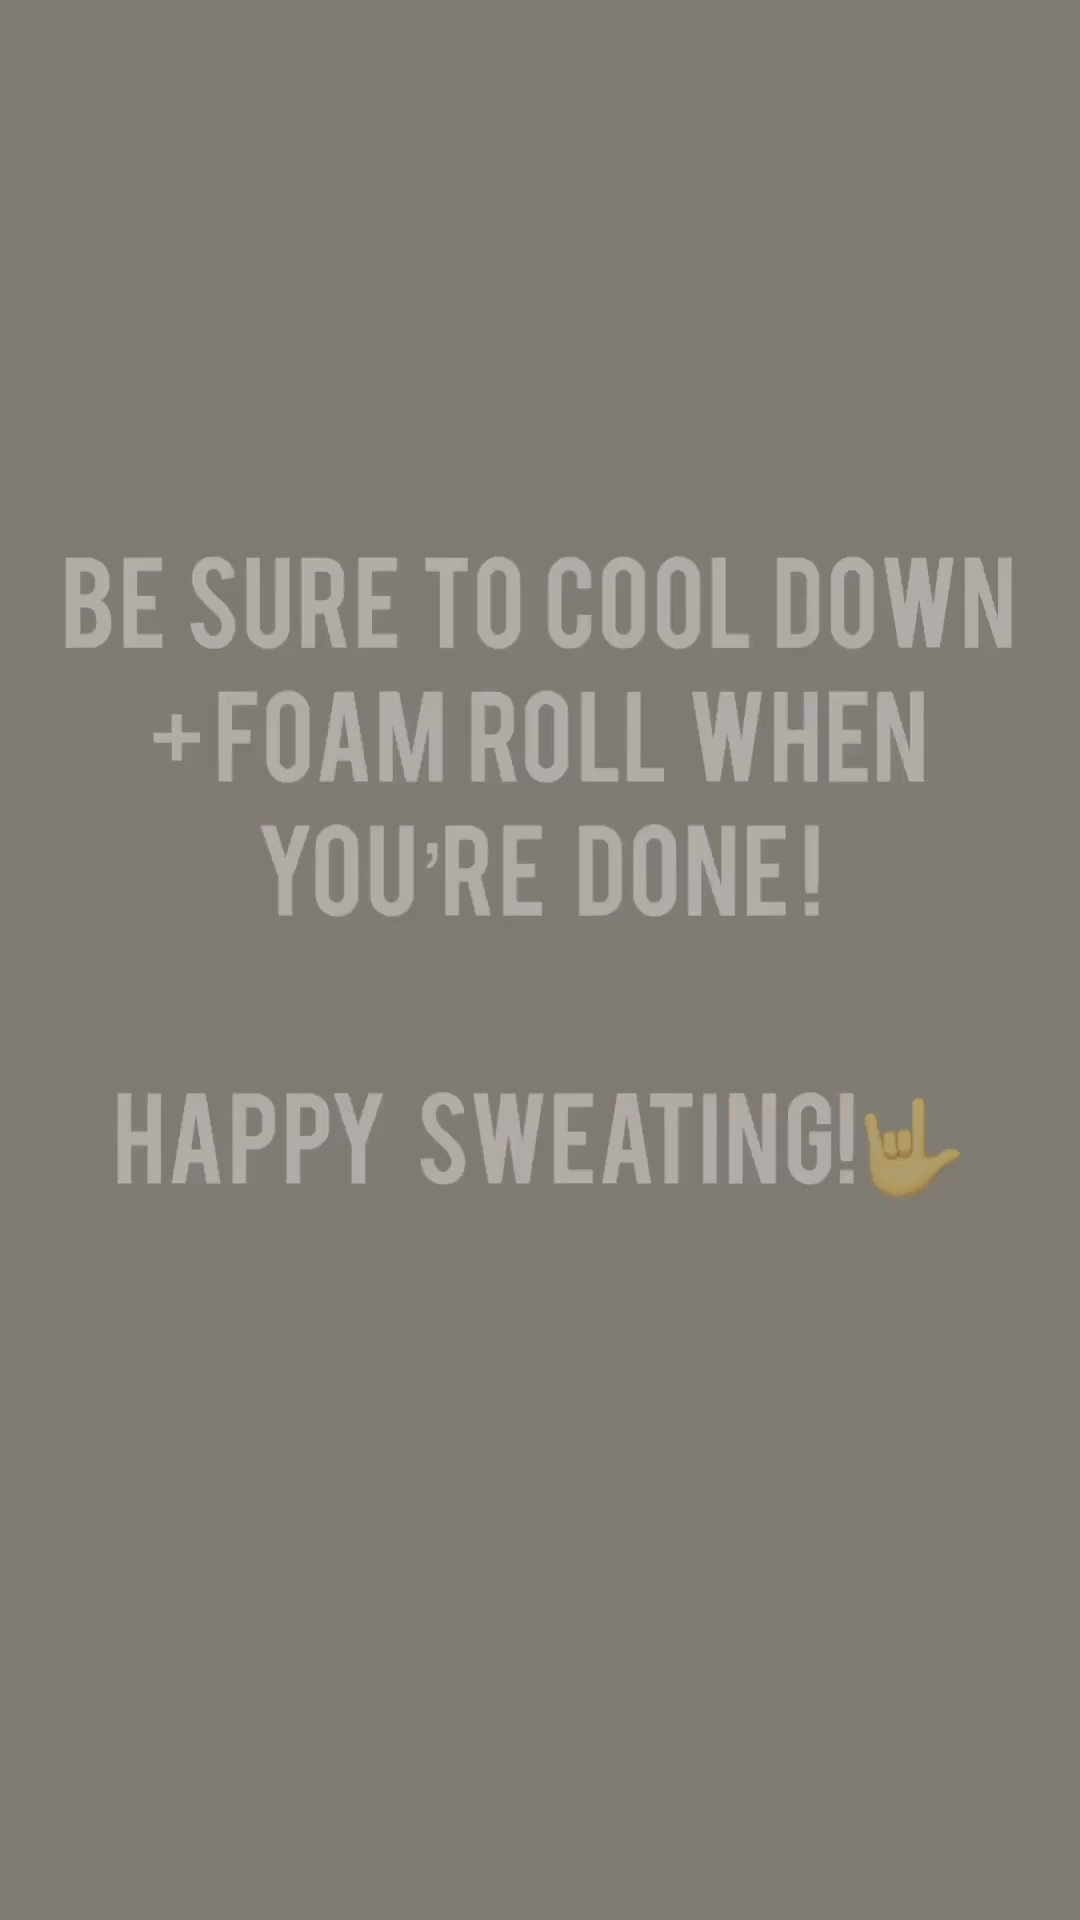 BE SURE TO COOL DOWN
+ FOAM ROLL WHEN
YOU'RE DONE!
HAPPY SWEATING!🤟